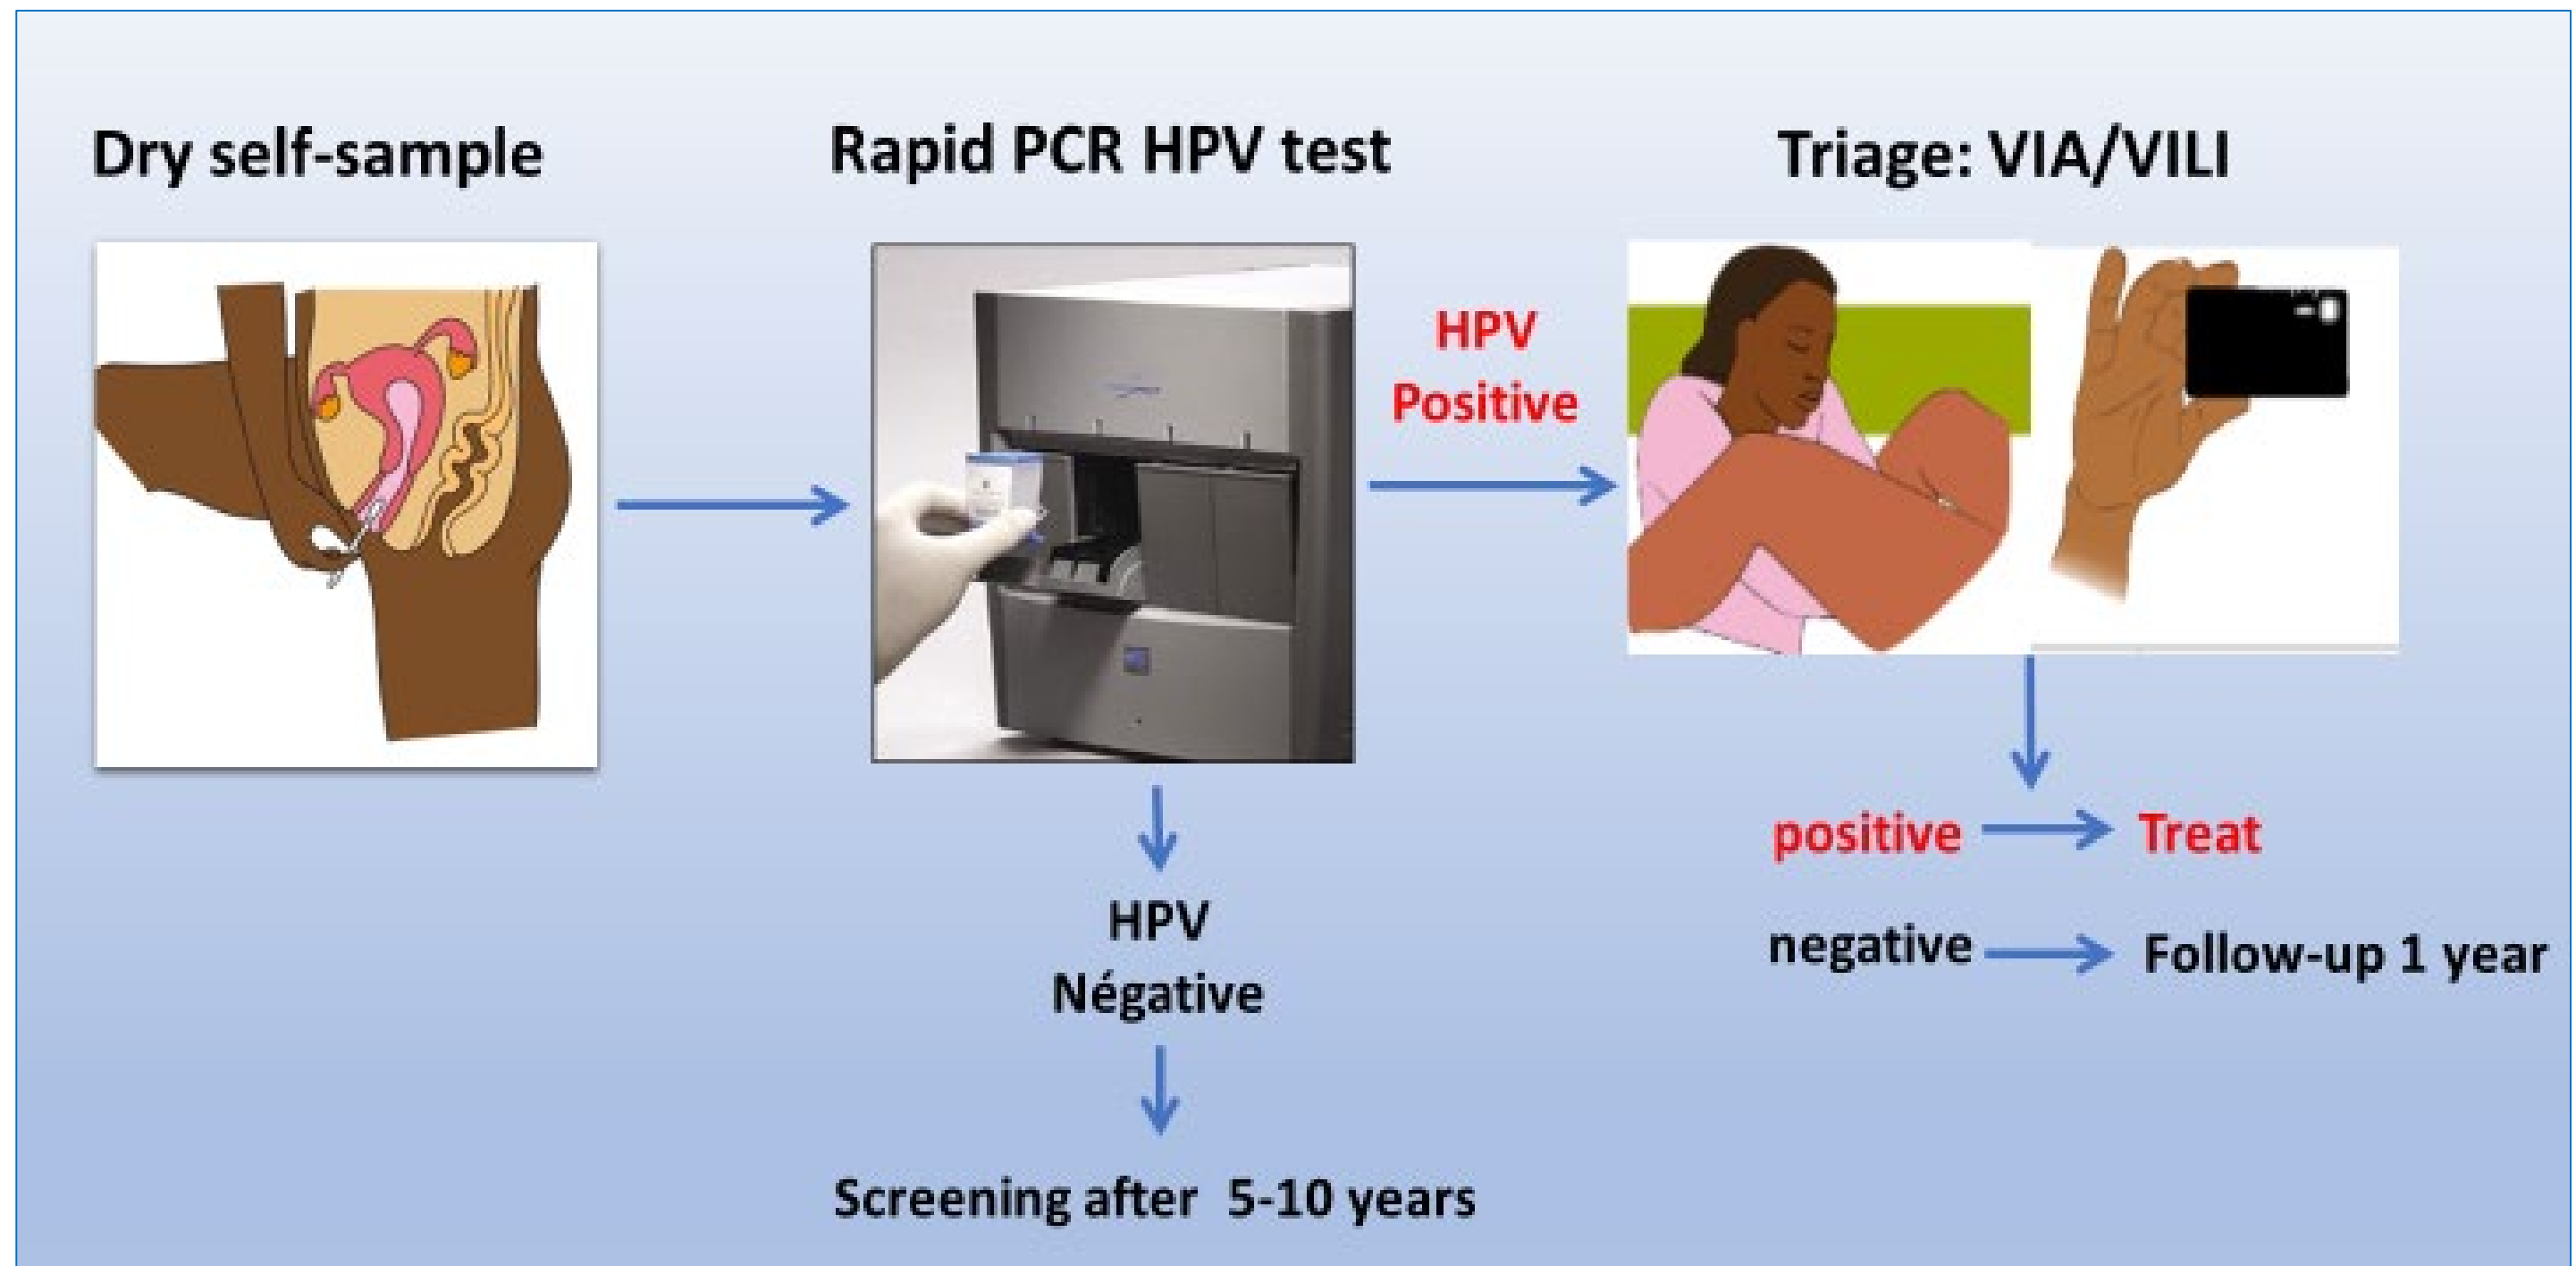 Dry self-sample
Rapid PCR HPV test
Triage: VIA/VILI
HPV
Positive
positive
Treat
negative
Follow-up 1 year
HPV
Négative
Screening after 5-10 years